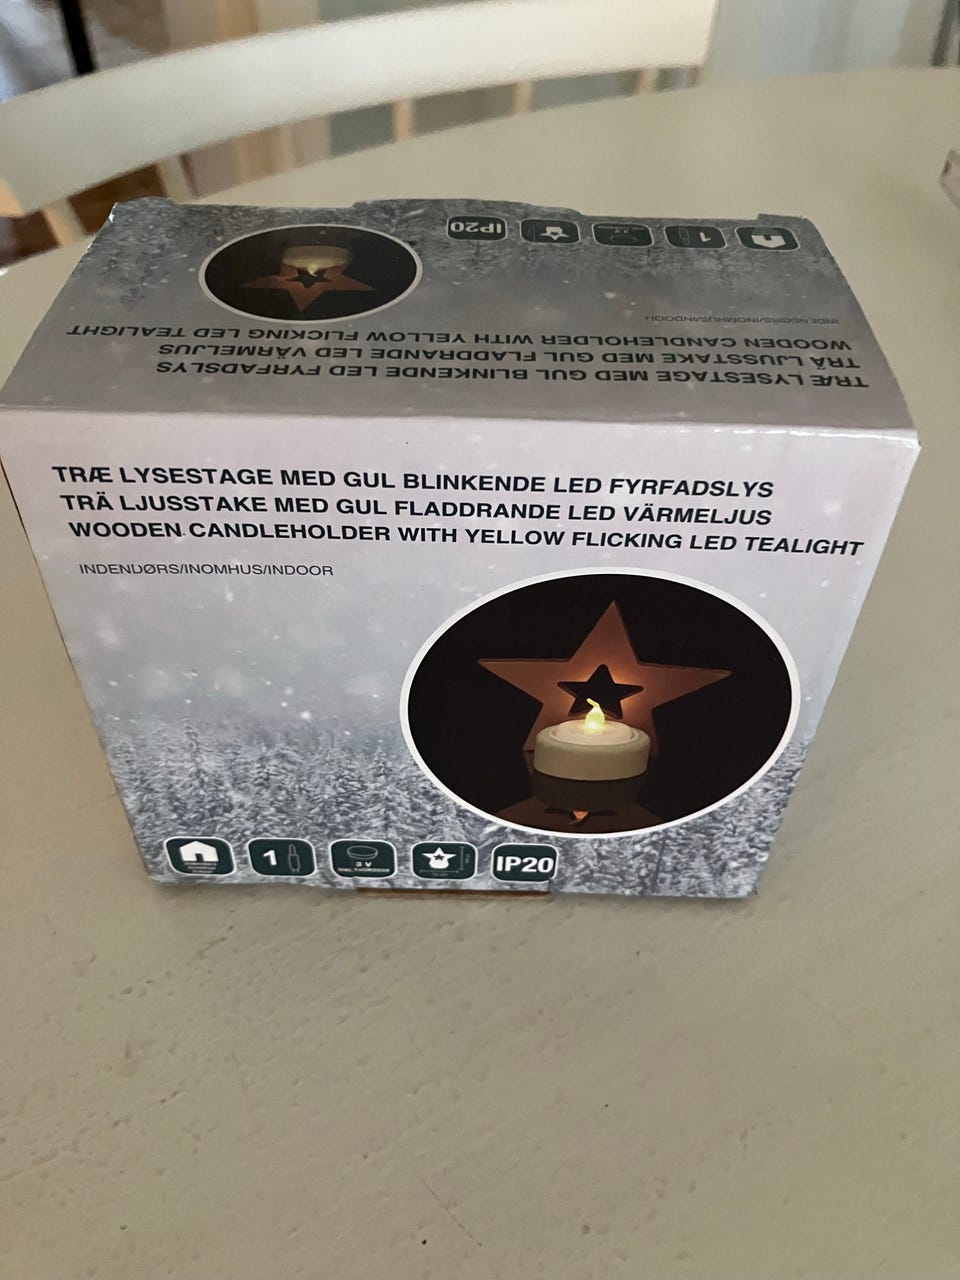 IP20
1
3 V
INDENDØRS/INOMHUS/INDOOR
WOODEN CANDLEHOLDER WITH YELLOW FLICKING LED TEALIGHT
TRÄ LJUSSTAKE MED GUL FLADDRANDE LED VÄRMELJUS
TRÆ LYSESTAGE MED GUL BLINKENDE LED FYRFADSLYS
TRÆ LYSESTAGE MED GUL BLINKENDE LED FYRFADSLYS
TRÄ LJUSSTAKE MED GUL FLADDRANDE LED VÄRMELJUS
WOODEN CANDLEHOLDER WITH YELLOW FLICKING LED TEALIGHT
INDENDØRS/INOMHUS/INDOOR
1
3 V
IP20